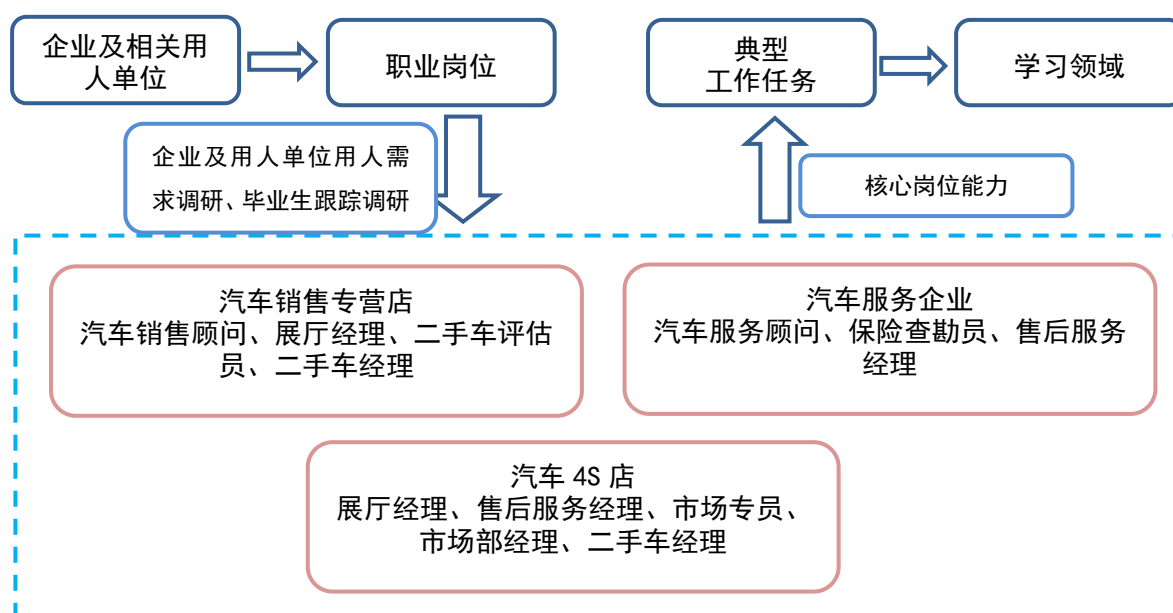 企业及相关用
人单位
职业岗位
典型
工作任务
学习领域
企业及用人单位用人需
求调研、毕业生跟踪调研
核心岗位能力
汽车销售专营店
汽车销售顾问、展厅经理、二手车评估
员、二手车经理
汽车服务企业
汽车服务顾问、保险查勘员、售后服务
经理
汽车 4S 店
展厅经理、售后服务经理、市场专员、
市场部经理、二手车经理